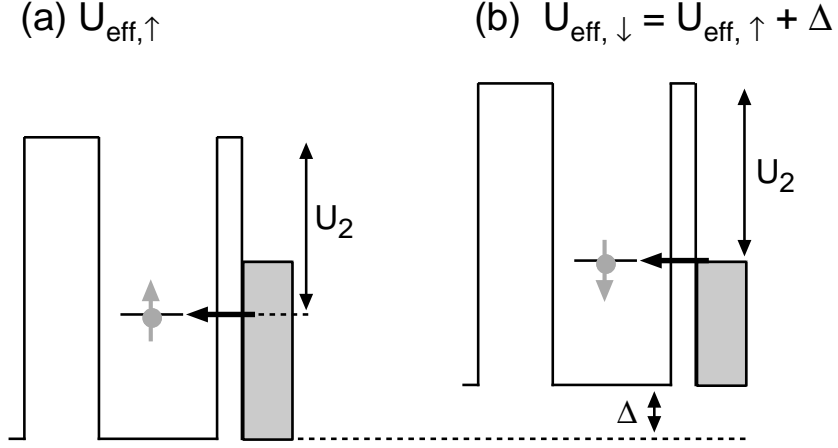 (a) U_eff,↑
(b) U_eff,↓ = U_eff,↑ + Δ
U_2
U_2
Δ